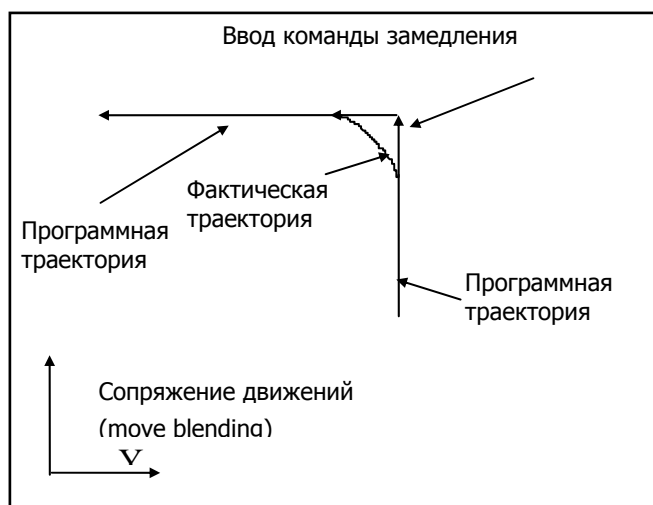 Ввод команды замедления
Фактическая
траектория
Программная
траектория
Программная
траектория
Сопряжение движений
(move blending)
V